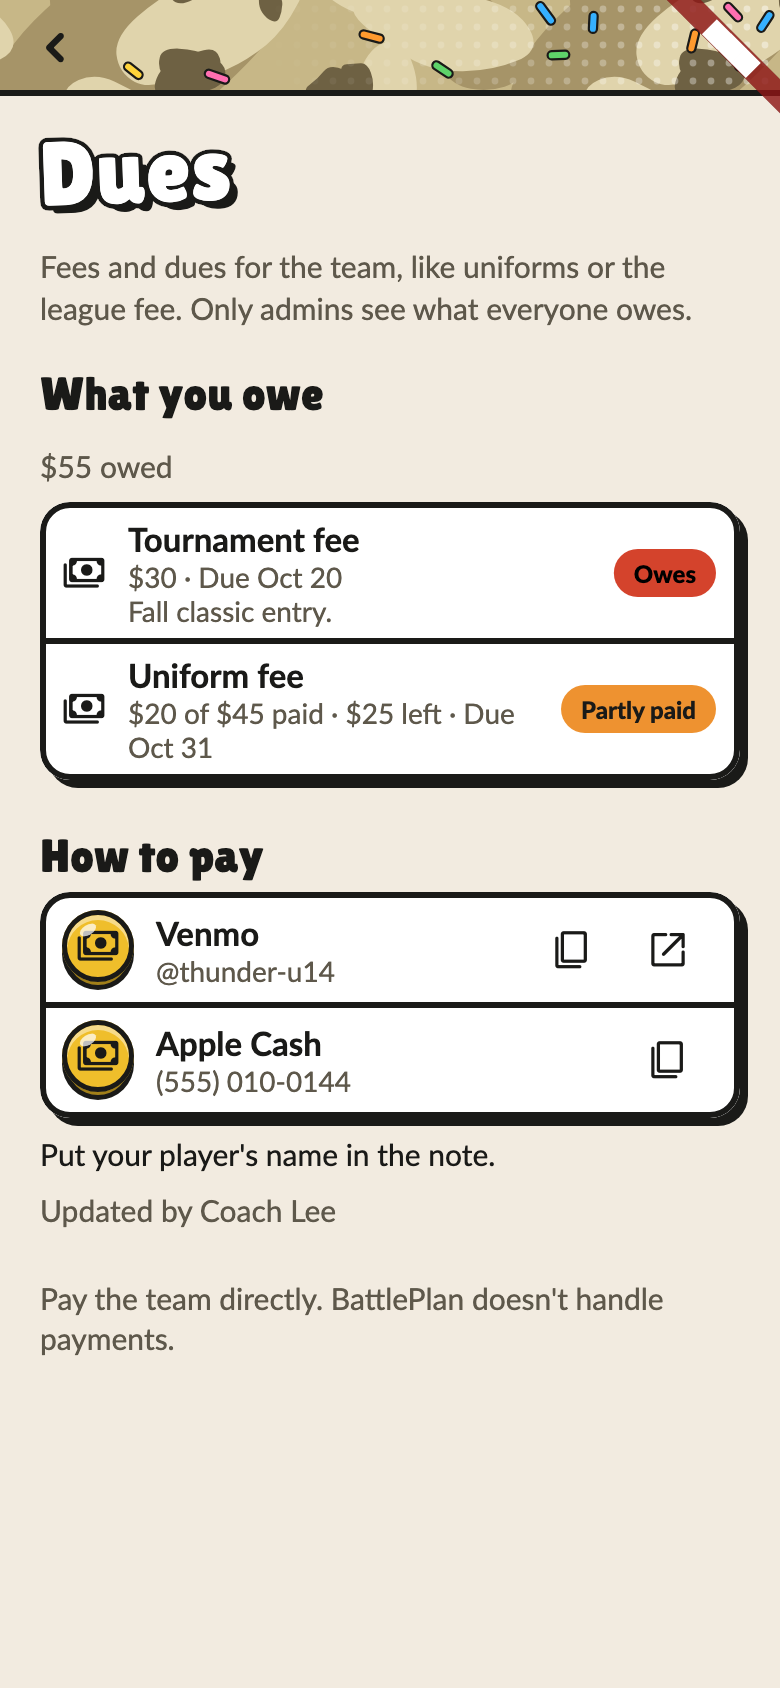 Dues
Fees and dues for the team, like uniforms or the
league fee. Only admins see what everyone owes.
What you owe
$55 owed
Tournament fee
$30 · Due Oct 20
Fall classic entry.
Owes
Uniform fee
$20 of $45 paid · $25 left · Due
Oct 31
Partly paid
How to pay
Venmo
@thunder-u14
Apple Cash
(555) 010-0144
Put your player's name in the note.
Updated by Coach Lee
Pay the team directly. BattlePlan doesn't handle
payments.